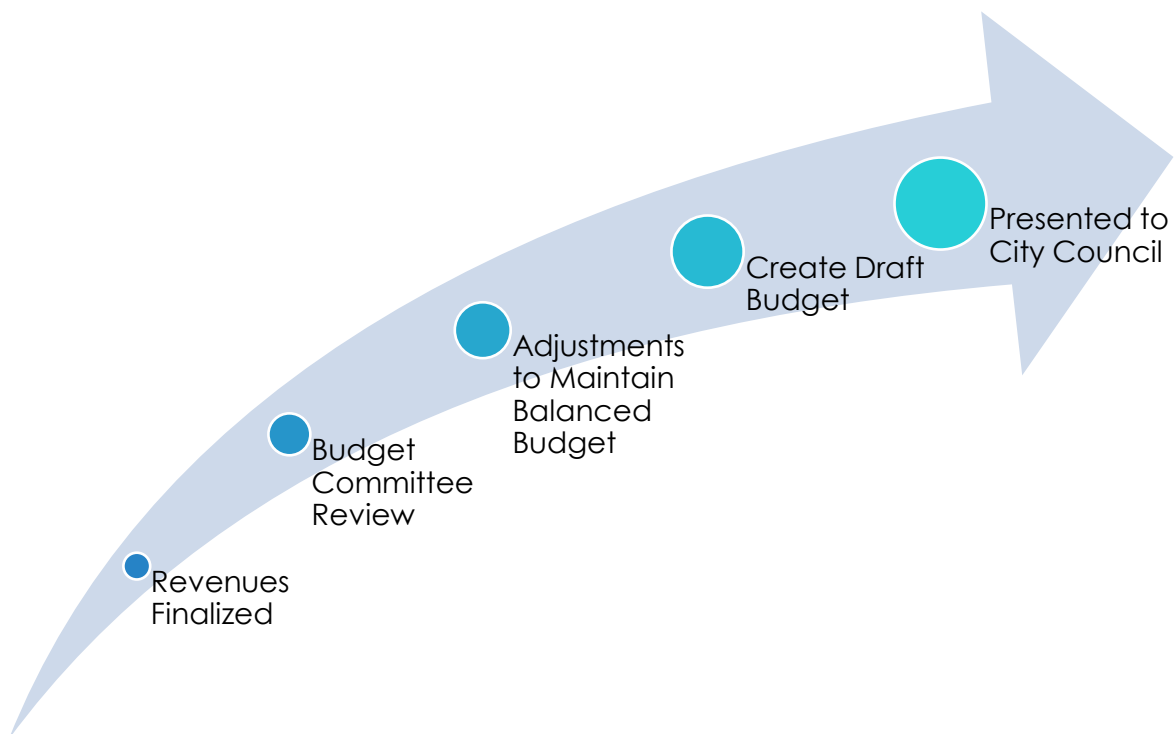 Revenues
Finalized
Budget
Committee
Review
Adjustments
to Maintain
Balanced
Budget
Create Draft
Budget
Presented to
City Council